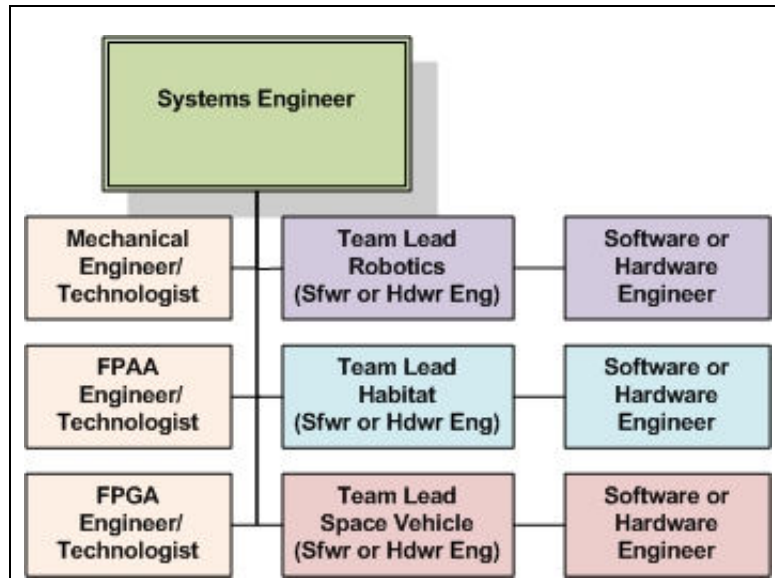 Systems Engineer
Mechanical
Engineer/
Technologist
Team Lead
Robotics
(Sfwr or Hdwr Eng)
Software or
Hardware
Engineer
FPAA
Engineer/
Technologist
Team Lead
Habitat
(Sfwr or Hdwr Eng)
Software or
Hardware
Engineer
FPGA
Engineer/
Technologist
Team Lead
Space Vehicle
(Sfwr or Hdwr Eng)
Software or
Hardware
Engineer